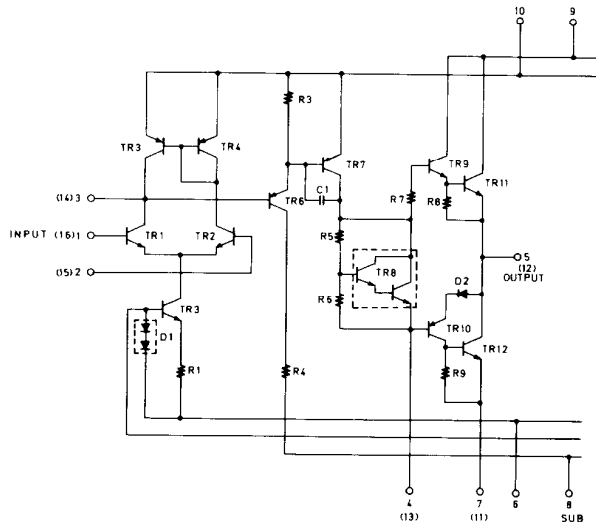 10
9
R3
TR3
TR4
TR7
TR9
C1
TR11
(14)3
TR6
R7
R8
INPUT (16)1
TR1
TR2
R5
TR8
5
(12)
OUTPUT
(15)2
D2
R6
TR3
D1
TR10
TR12
R1
R4
R9
4
(13)
7
(11)
6
8
SUB